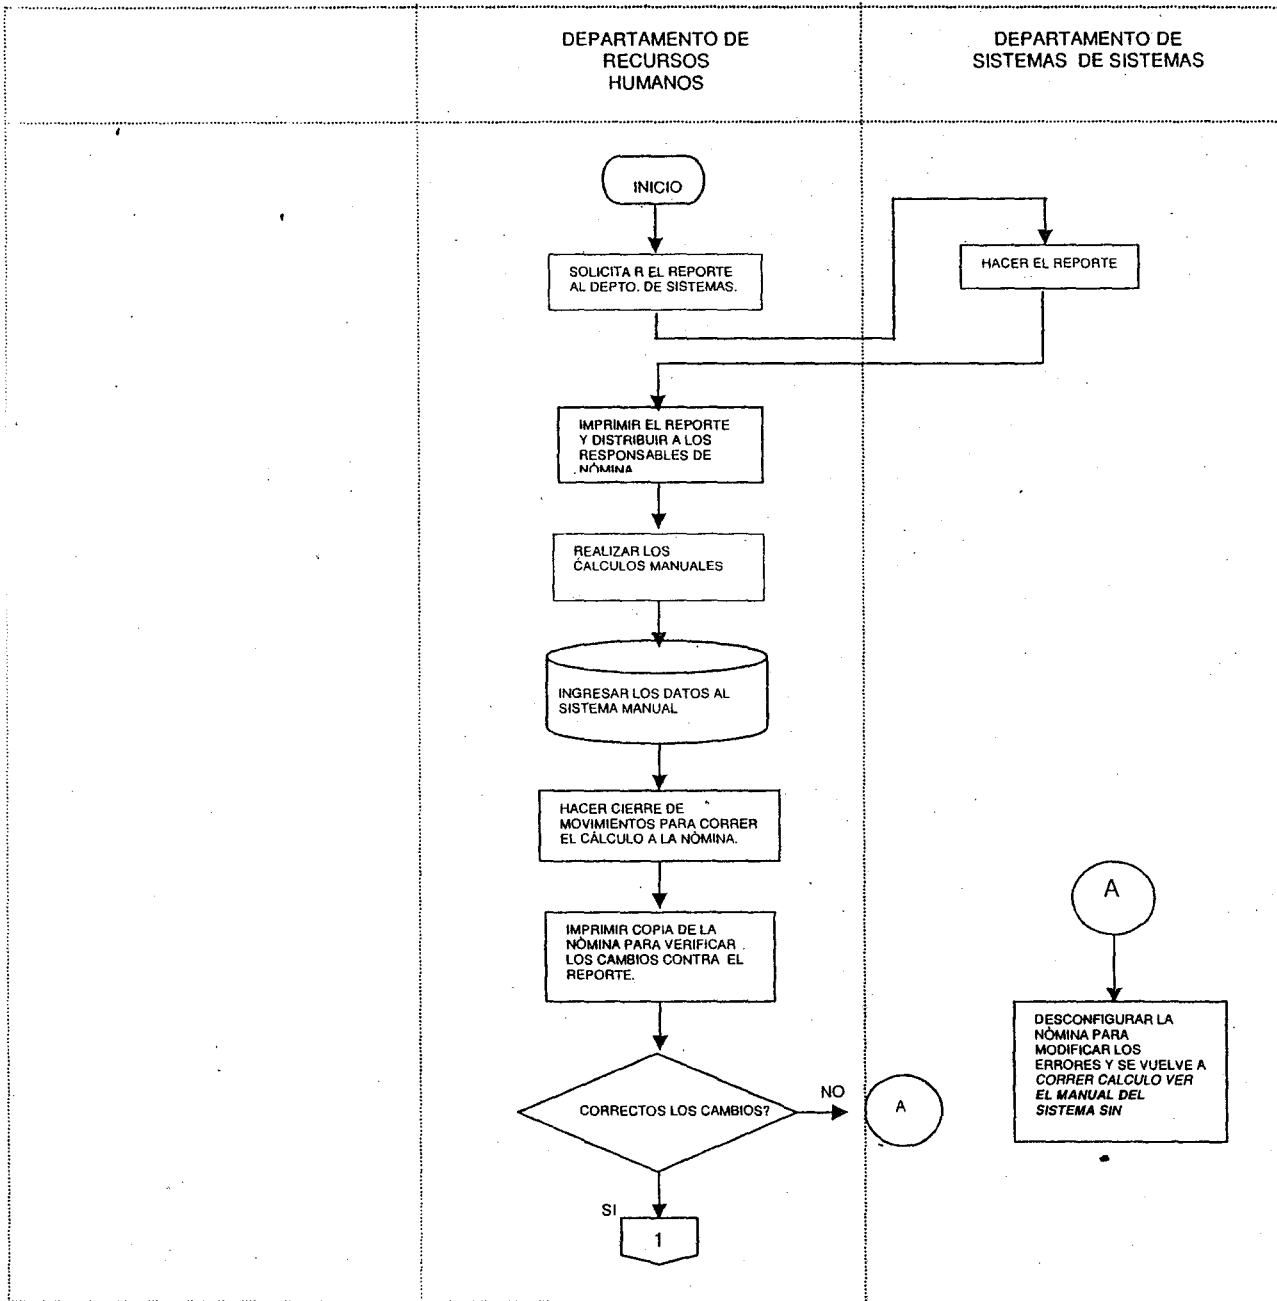 DEPARTAMENTO DE
RECURSOS
HUMANOS
DEPARTAMENTO DE
SISTEMAS DE SISTEMAS
INICIO
SOLICITA R EL REPORTE
AL DEPTO. DE SISTEMAS.
HACER EL REPORTE
IMPRIMIR EL REPORTE
Y DISTRIBUIR A LOS
RESPONSABLES DE
NÒMINA
REALIZAR LOS
CALCULOS MANUALES
INGRESAR LOS DATOS AL
SISTEMA MANUAL
HACER CIERRE DE
MOVIMIENTOS PARA CORRER
EL CÀLCULO A LA NÒMINA.
IMPRIMIR COPIA DE LA
NÒMINA PARA VERIFICAR
LOS CAMBIOS CONTRA EL
REPORTE.
A
DESCONFIGURAR LA
NÒMINA PARA
MODIFICAR LOS
ERRORES Y SE VUELVE A
CORRER CALCULO VER
EL MANUAL DEL
SISTEMA SIN
CORRECTOS LOS CAMBIOS?
NO
A
SI
1